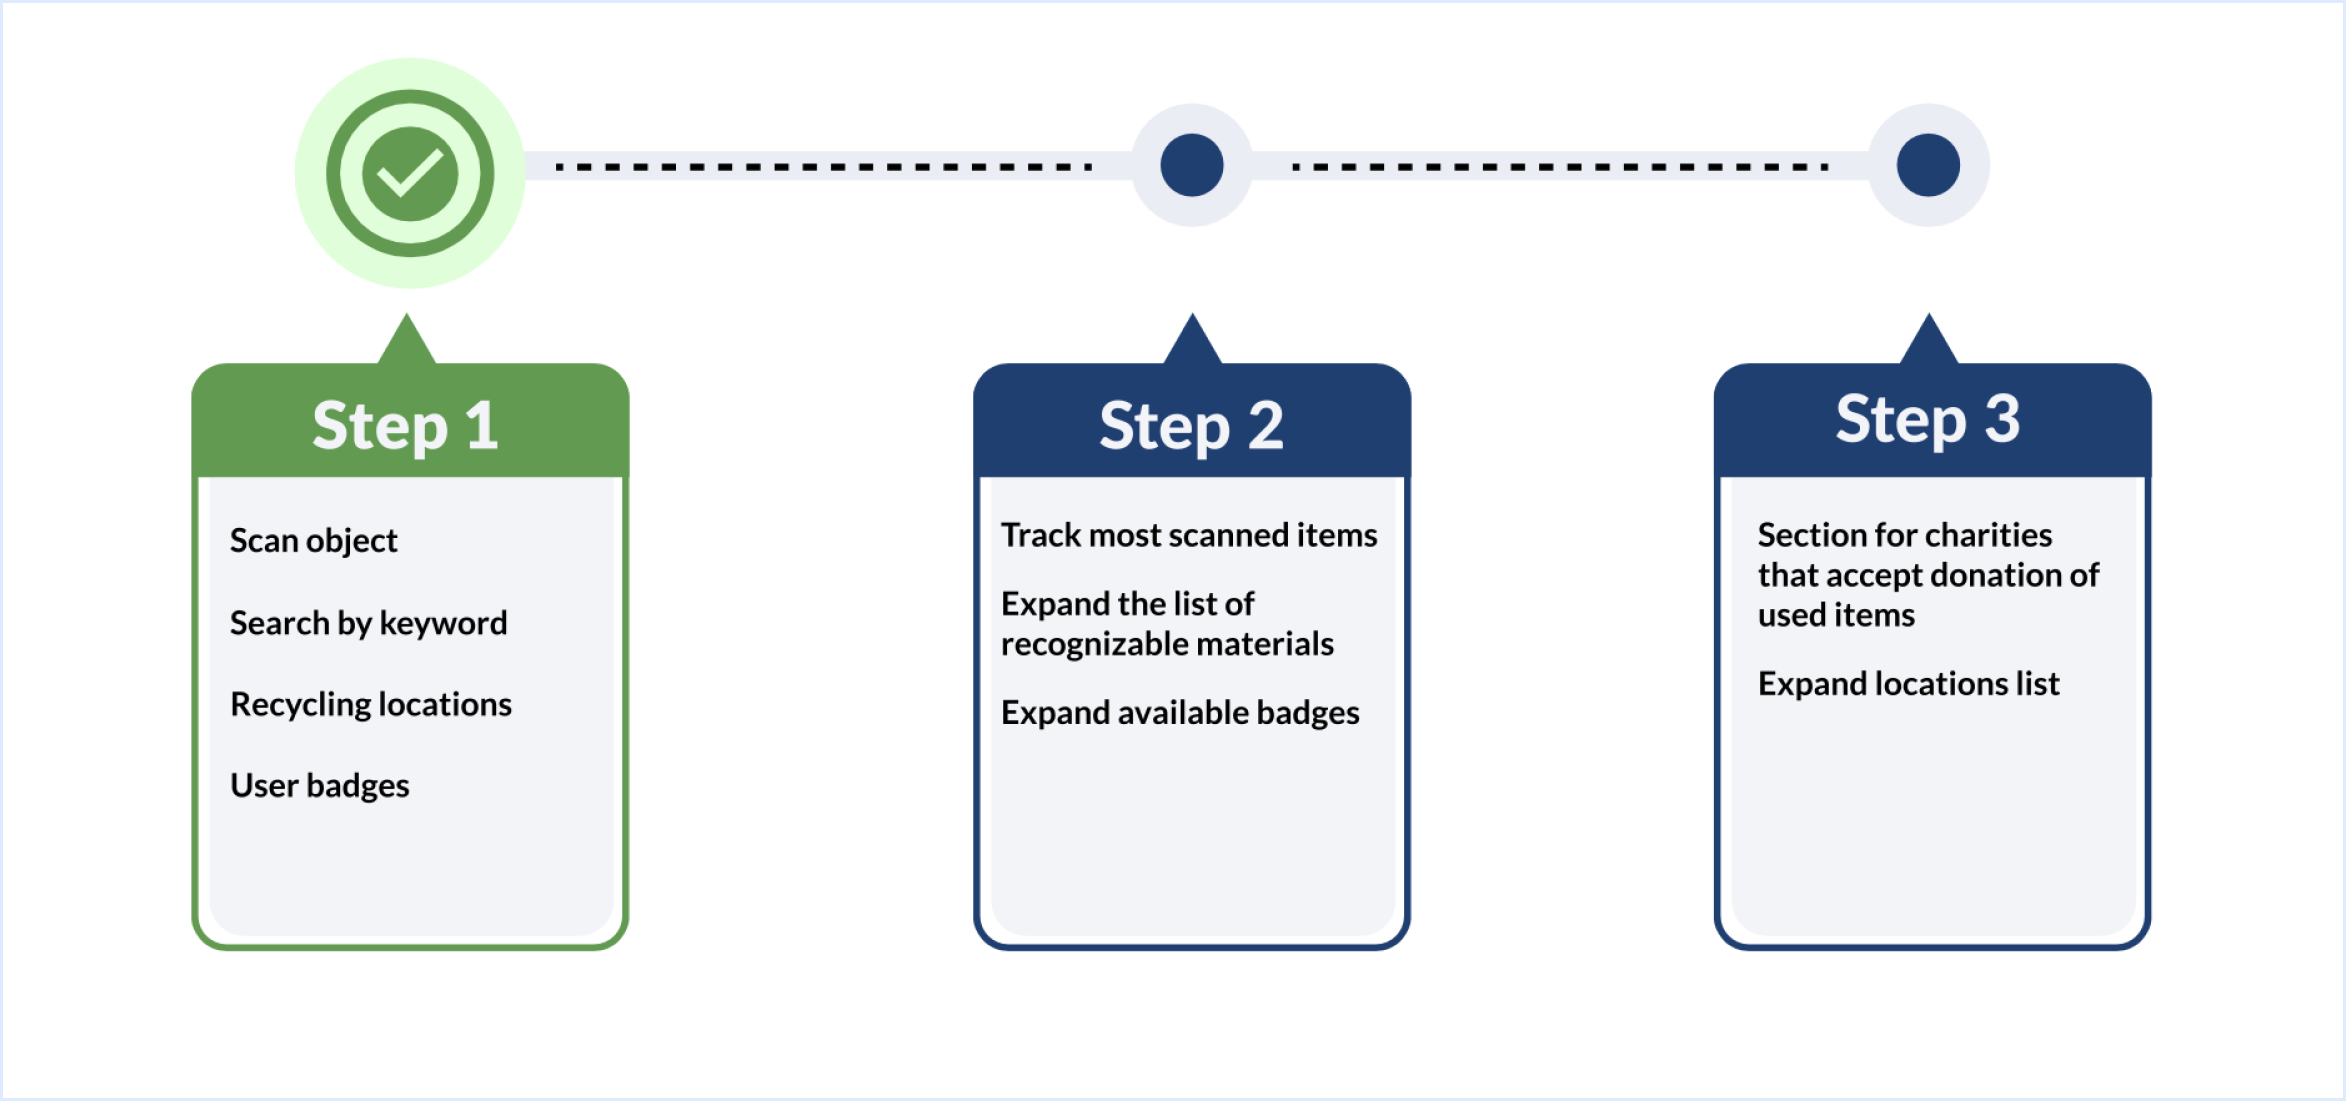 Step 1
Scan object
Search by keyword
Recycling locations
User badges
Step 2
Track most scanned items
Expand the list of
recognizable materials
Expand available badges
Step 3
Section for charities
that accept donation of
used items
Expand locations list